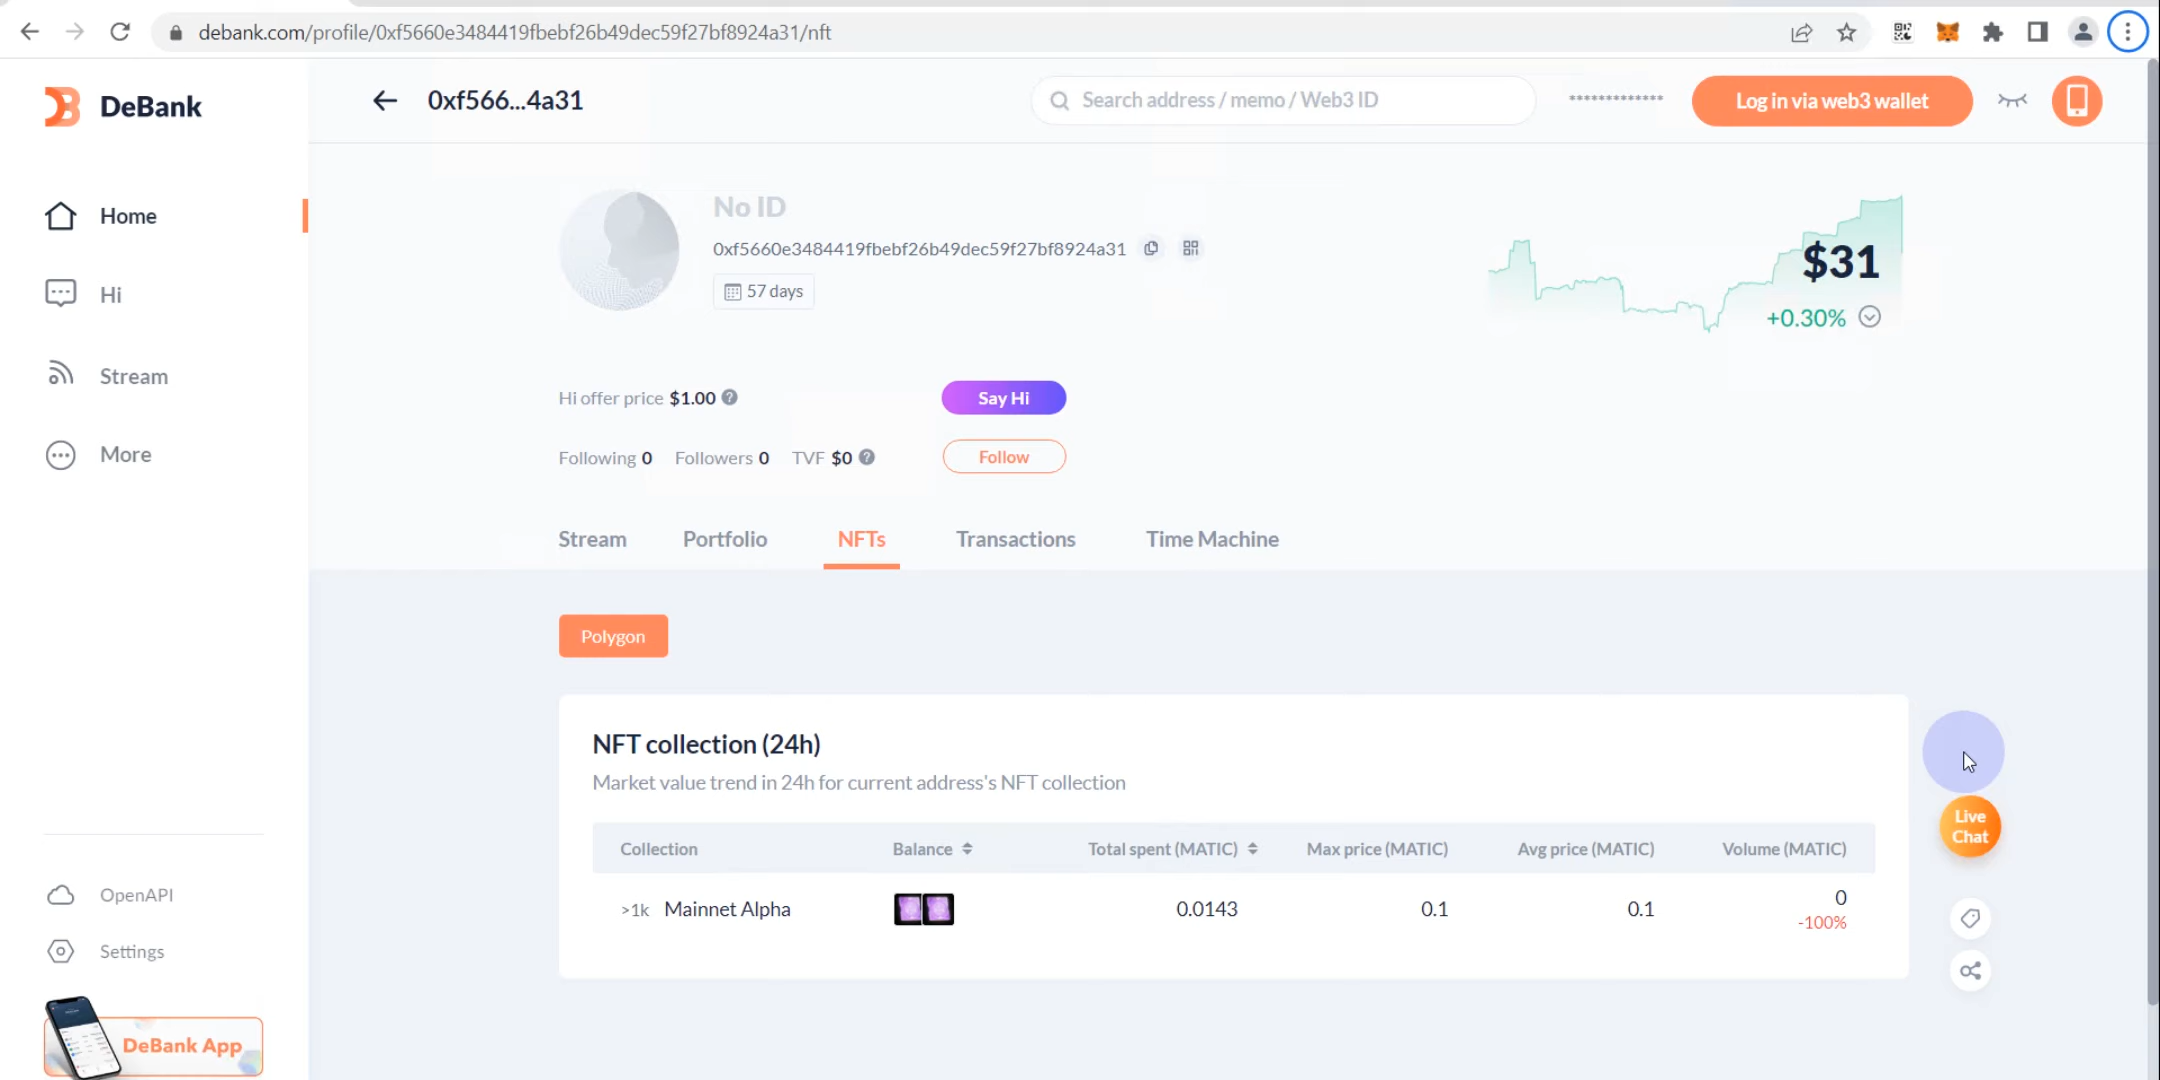 debank.com/profile/0xf5660e3484419fbebf26b49dec59f27bf8924a31/nft
DeBank
0xf566...4a31
Search address / memo / Web3 ID
*************
Log in via web3 wallet
Home
Hi
Stream
More
No ID
0xf5660e3484419fbebf26b49dec59f27bf8924a31
57 days
$31
+0.30%
Hi offer price $1.00
Say Hi
Following 0 Followers 0 TVF $0
Follow
Stream Portfolio NFTs Transactions Time Machine
Polygon
NFT collection (24h)
Market value trend in 24h for current address's NFT collection
Collection Balance Total spent (MATIC) Max price (MATIC) Avg price (MATIC) Volume (MATIC)
>1k Mainnet Alpha 0.0143 0.1 0.1 0
-100%
Live
Chat
OpenAPI
Settings
DeBank App